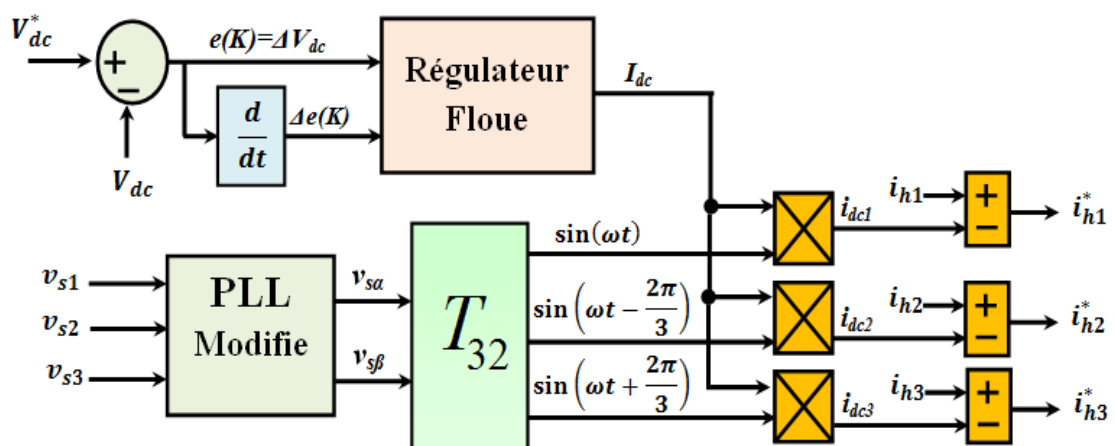 V*dc
+
−
Vdc
e(K)=ΔVdc
d
dt
Δe(K)
Régulateur
Floue
Idc
vs1
vs2
vs3
PLL
Modifie
vsα
vsβ
T32
sin(ωt)
sin(ωt − 2π/3)
sin(ωt + 2π/3)
idc1
ih1
+
−
i*h1
idc2
ih2
+
−
i*h2
idc3
ih3
+
−
i*h3